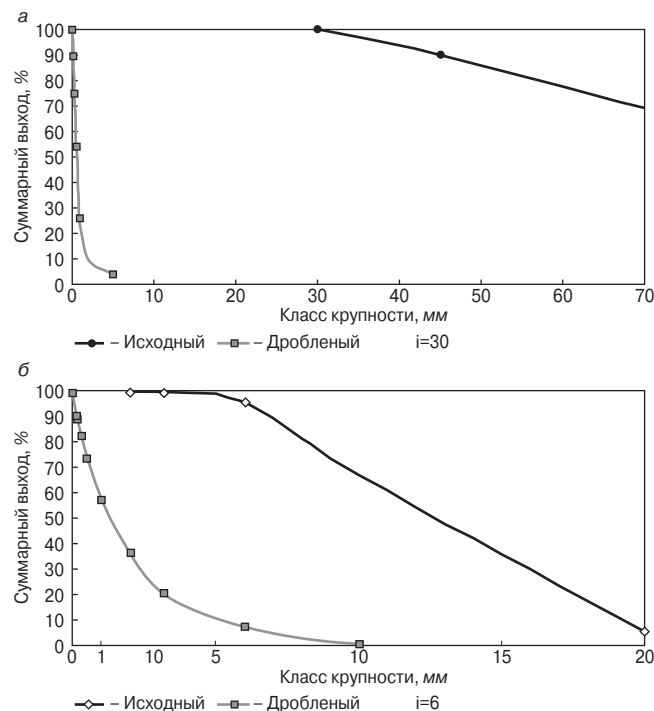 а
Суммарный выход, %
100
90
80
70
60
50
40
30
20
10
0
0 10 20 30 40 50 60 70
Класс крупности, мм
– Исходный – Дробленый i=30
б
Суммарный выход, %
100
90
80
70
60
50
40
30
20
10
0
0 1 10 5 10 15 20
Класс крупности, мм
– Исходный – Дробленый i=6